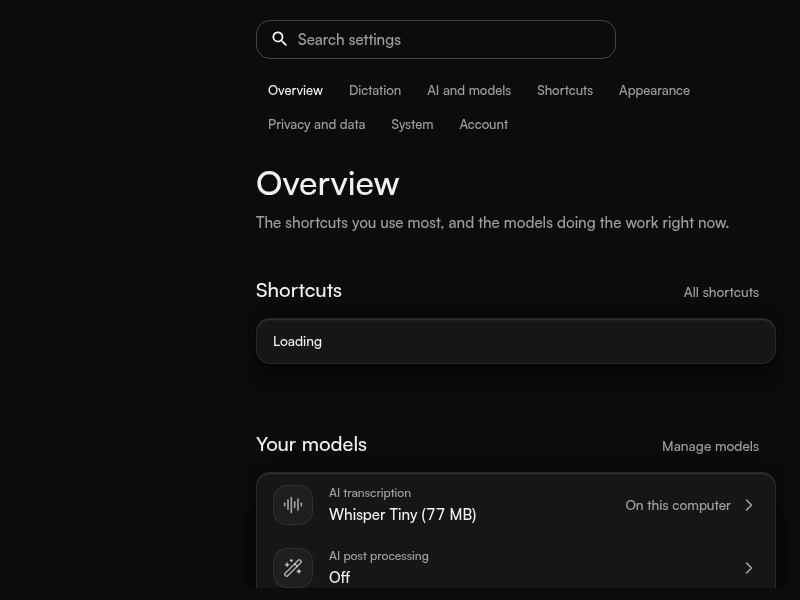 Search settings
Overview
Dictation
AI and models
Shortcuts
Appearance
Privacy and data
System
Account
Overview
The shortcuts you use most, and the models doing the work right now.
Shortcuts
All shortcuts
Loading
Your models
Manage models
AI transcription
Whisper Tiny (77 MB)
On this computer
AI post processing
Off